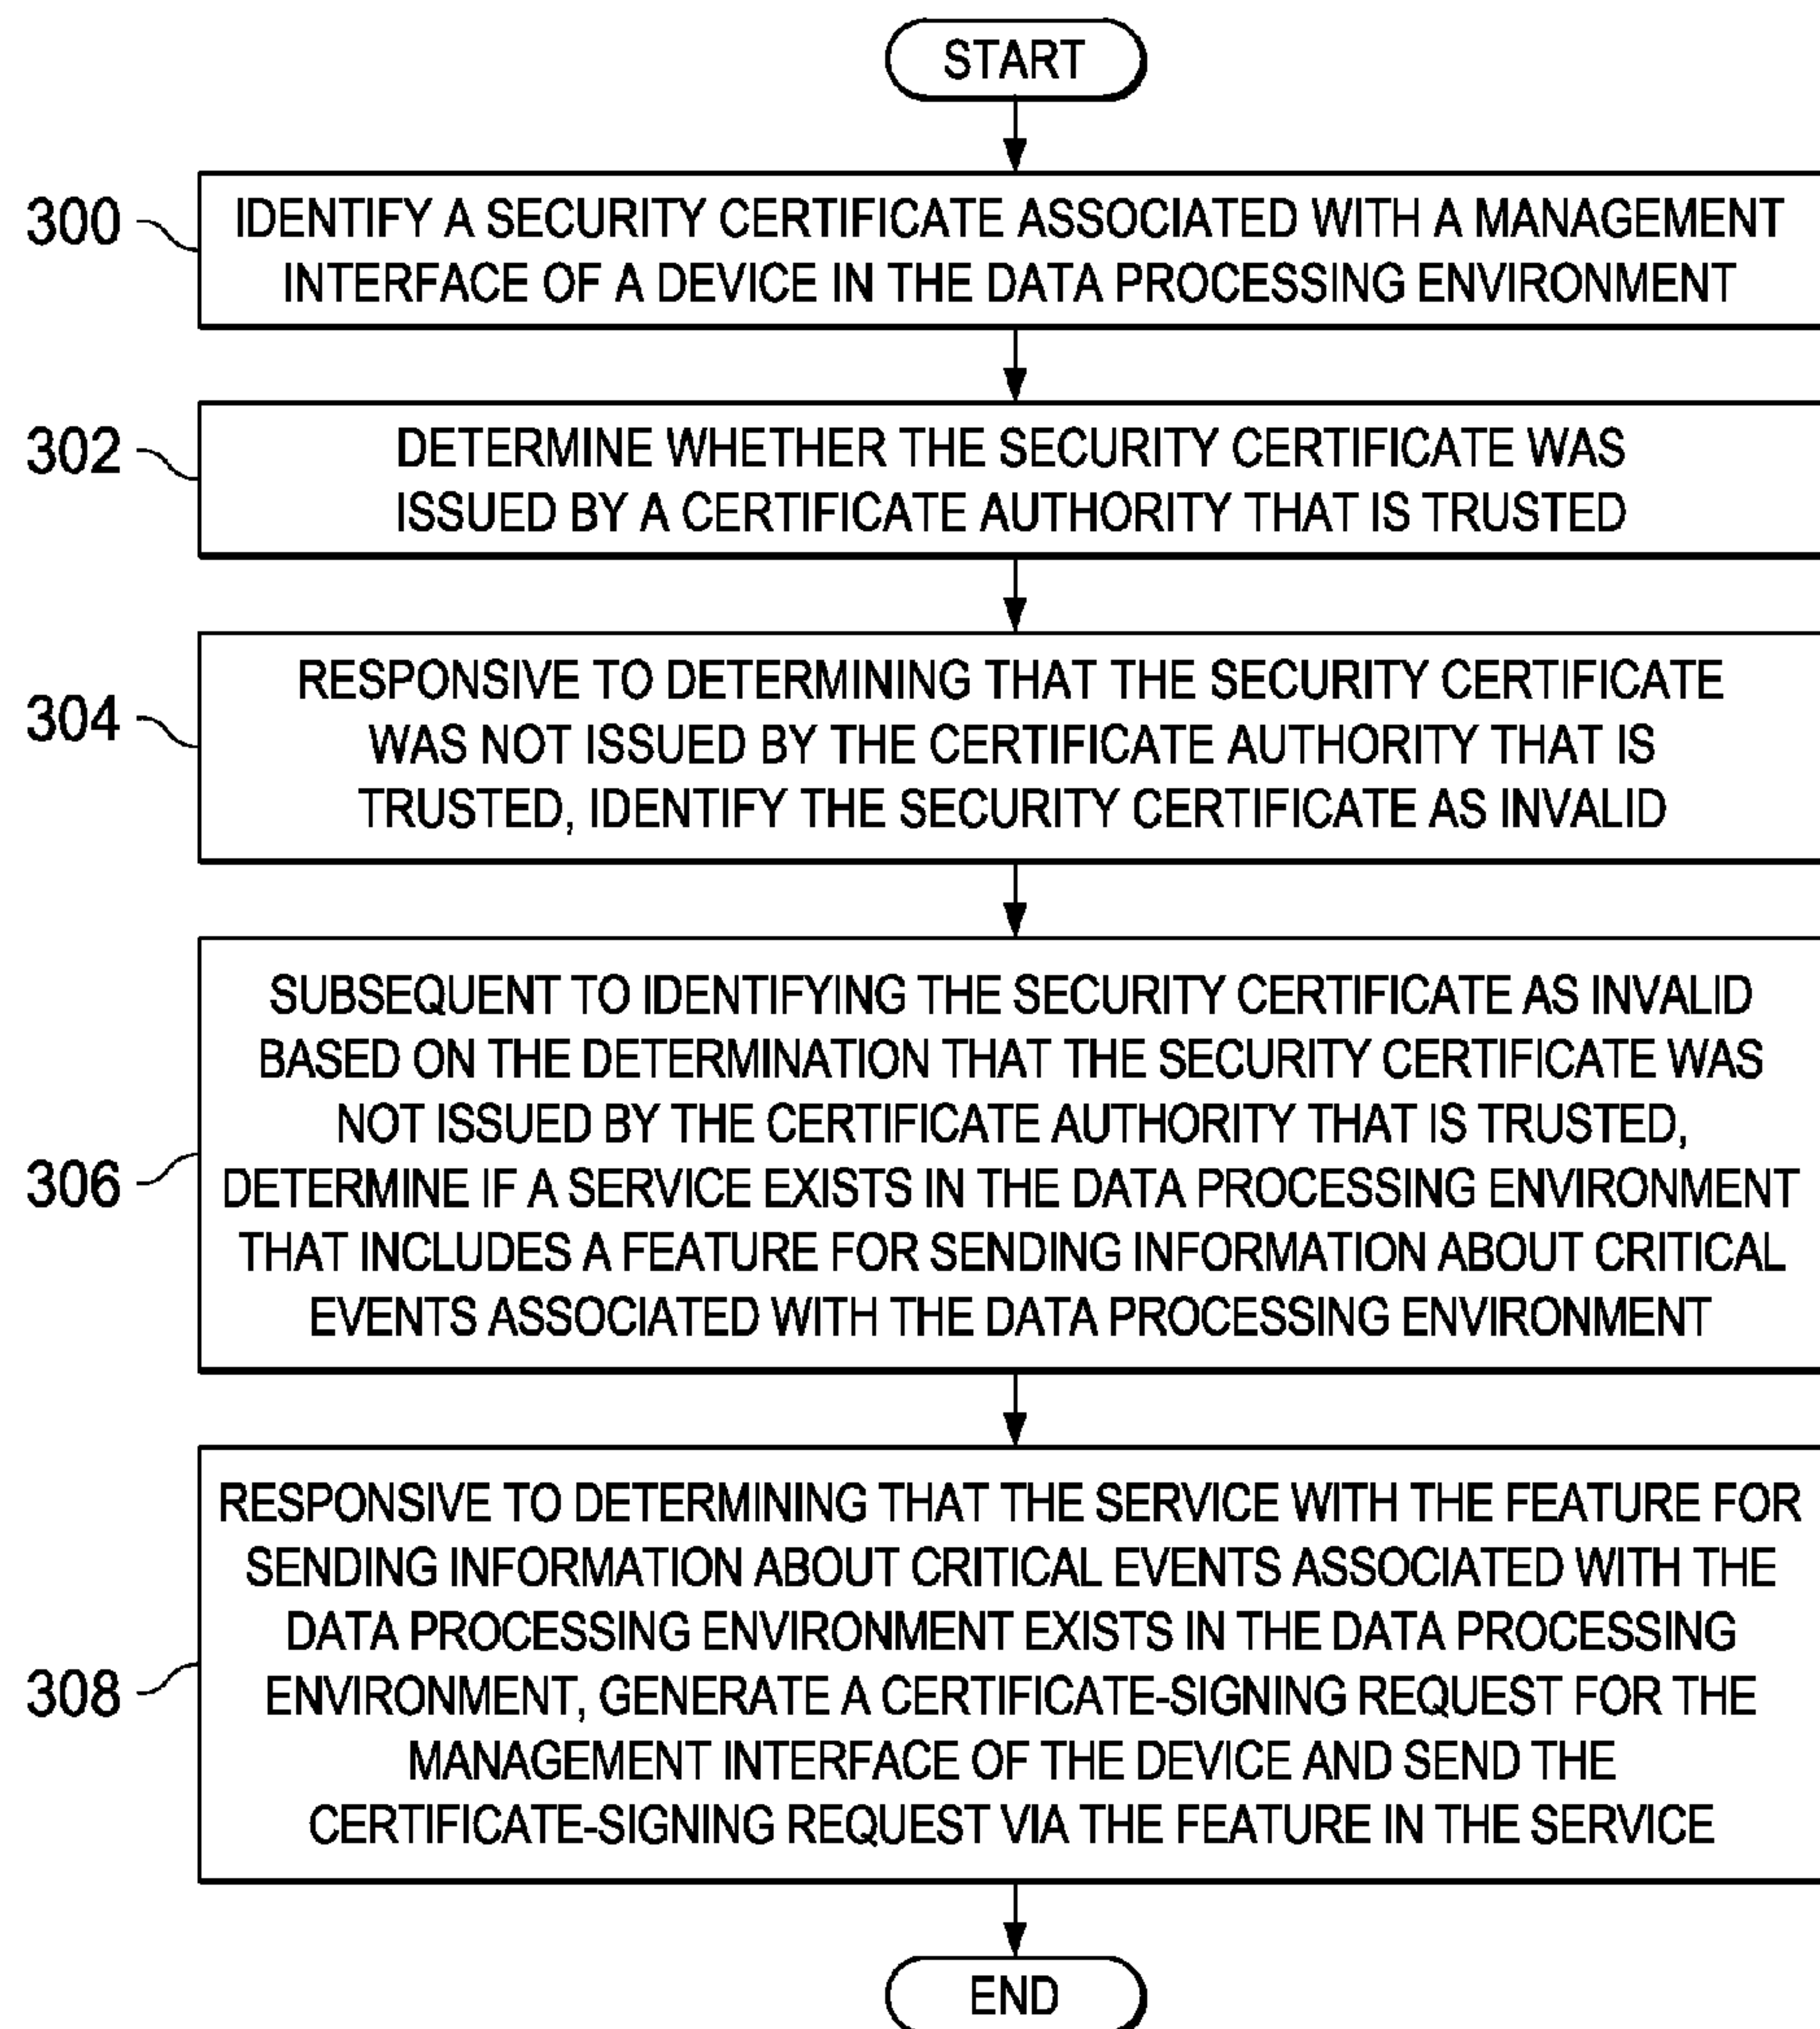 START
300
IDENTIFY A SECURITY CERTIFICATE ASSOCIATED WITH A MANAGEMENT
INTERFACE OF A DEVICE IN THE DATA PROCESSING ENVIRONMENT
302
DETERMINE WHETHER THE SECURITY CERTIFICATE WAS
ISSUED BY A CERTIFICATE AUTHORITY THAT IS TRUSTED
304
RESPONSIVE TO DETERMINING THAT THE SECURITY CERTIFICATE
WAS NOT ISSUED BY THE CERTIFICATE AUTHORITY THAT IS
TRUSTED, IDENTIFY THE SECURITY CERTIFICATE AS INVALID
306
SUBSEQUENT TO IDENTIFYING THE SECURITY CERTIFICATE AS INVALID
BASED ON THE DETERMINATION THAT THE SECURITY CERTIFICATE WAS
NOT ISSUED BY THE CERTIFICATE AUTHORITY THAT IS TRUSTED,
DETERMINE IF A SERVICE EXISTS IN THE DATA PROCESSING ENVIRONMENT
THAT INCLUDES A FEATURE FOR SENDING INFORMATION ABOUT CRITICAL
EVENTS ASSOCIATED WITH THE DATA PROCESSING ENVIRONMENT
308
RESPONSIVE TO DETERMINING THAT THE SERVICE WITH THE FEATURE FOR
SENDING INFORMATION ABOUT CRITICAL EVENTS ASSOCIATED WITH THE
DATA PROCESSING ENVIRONMENT EXISTS IN THE DATA PROCESSING
ENVIRONMENT, GENERATE A CERTIFICATE-SIGNING REQUEST FOR THE
MANAGEMENT INTERFACE OF THE DEVICE AND SEND THE
CERTIFICATE-SIGNING REQUEST VIA THE FEATURE IN THE SERVICE
END